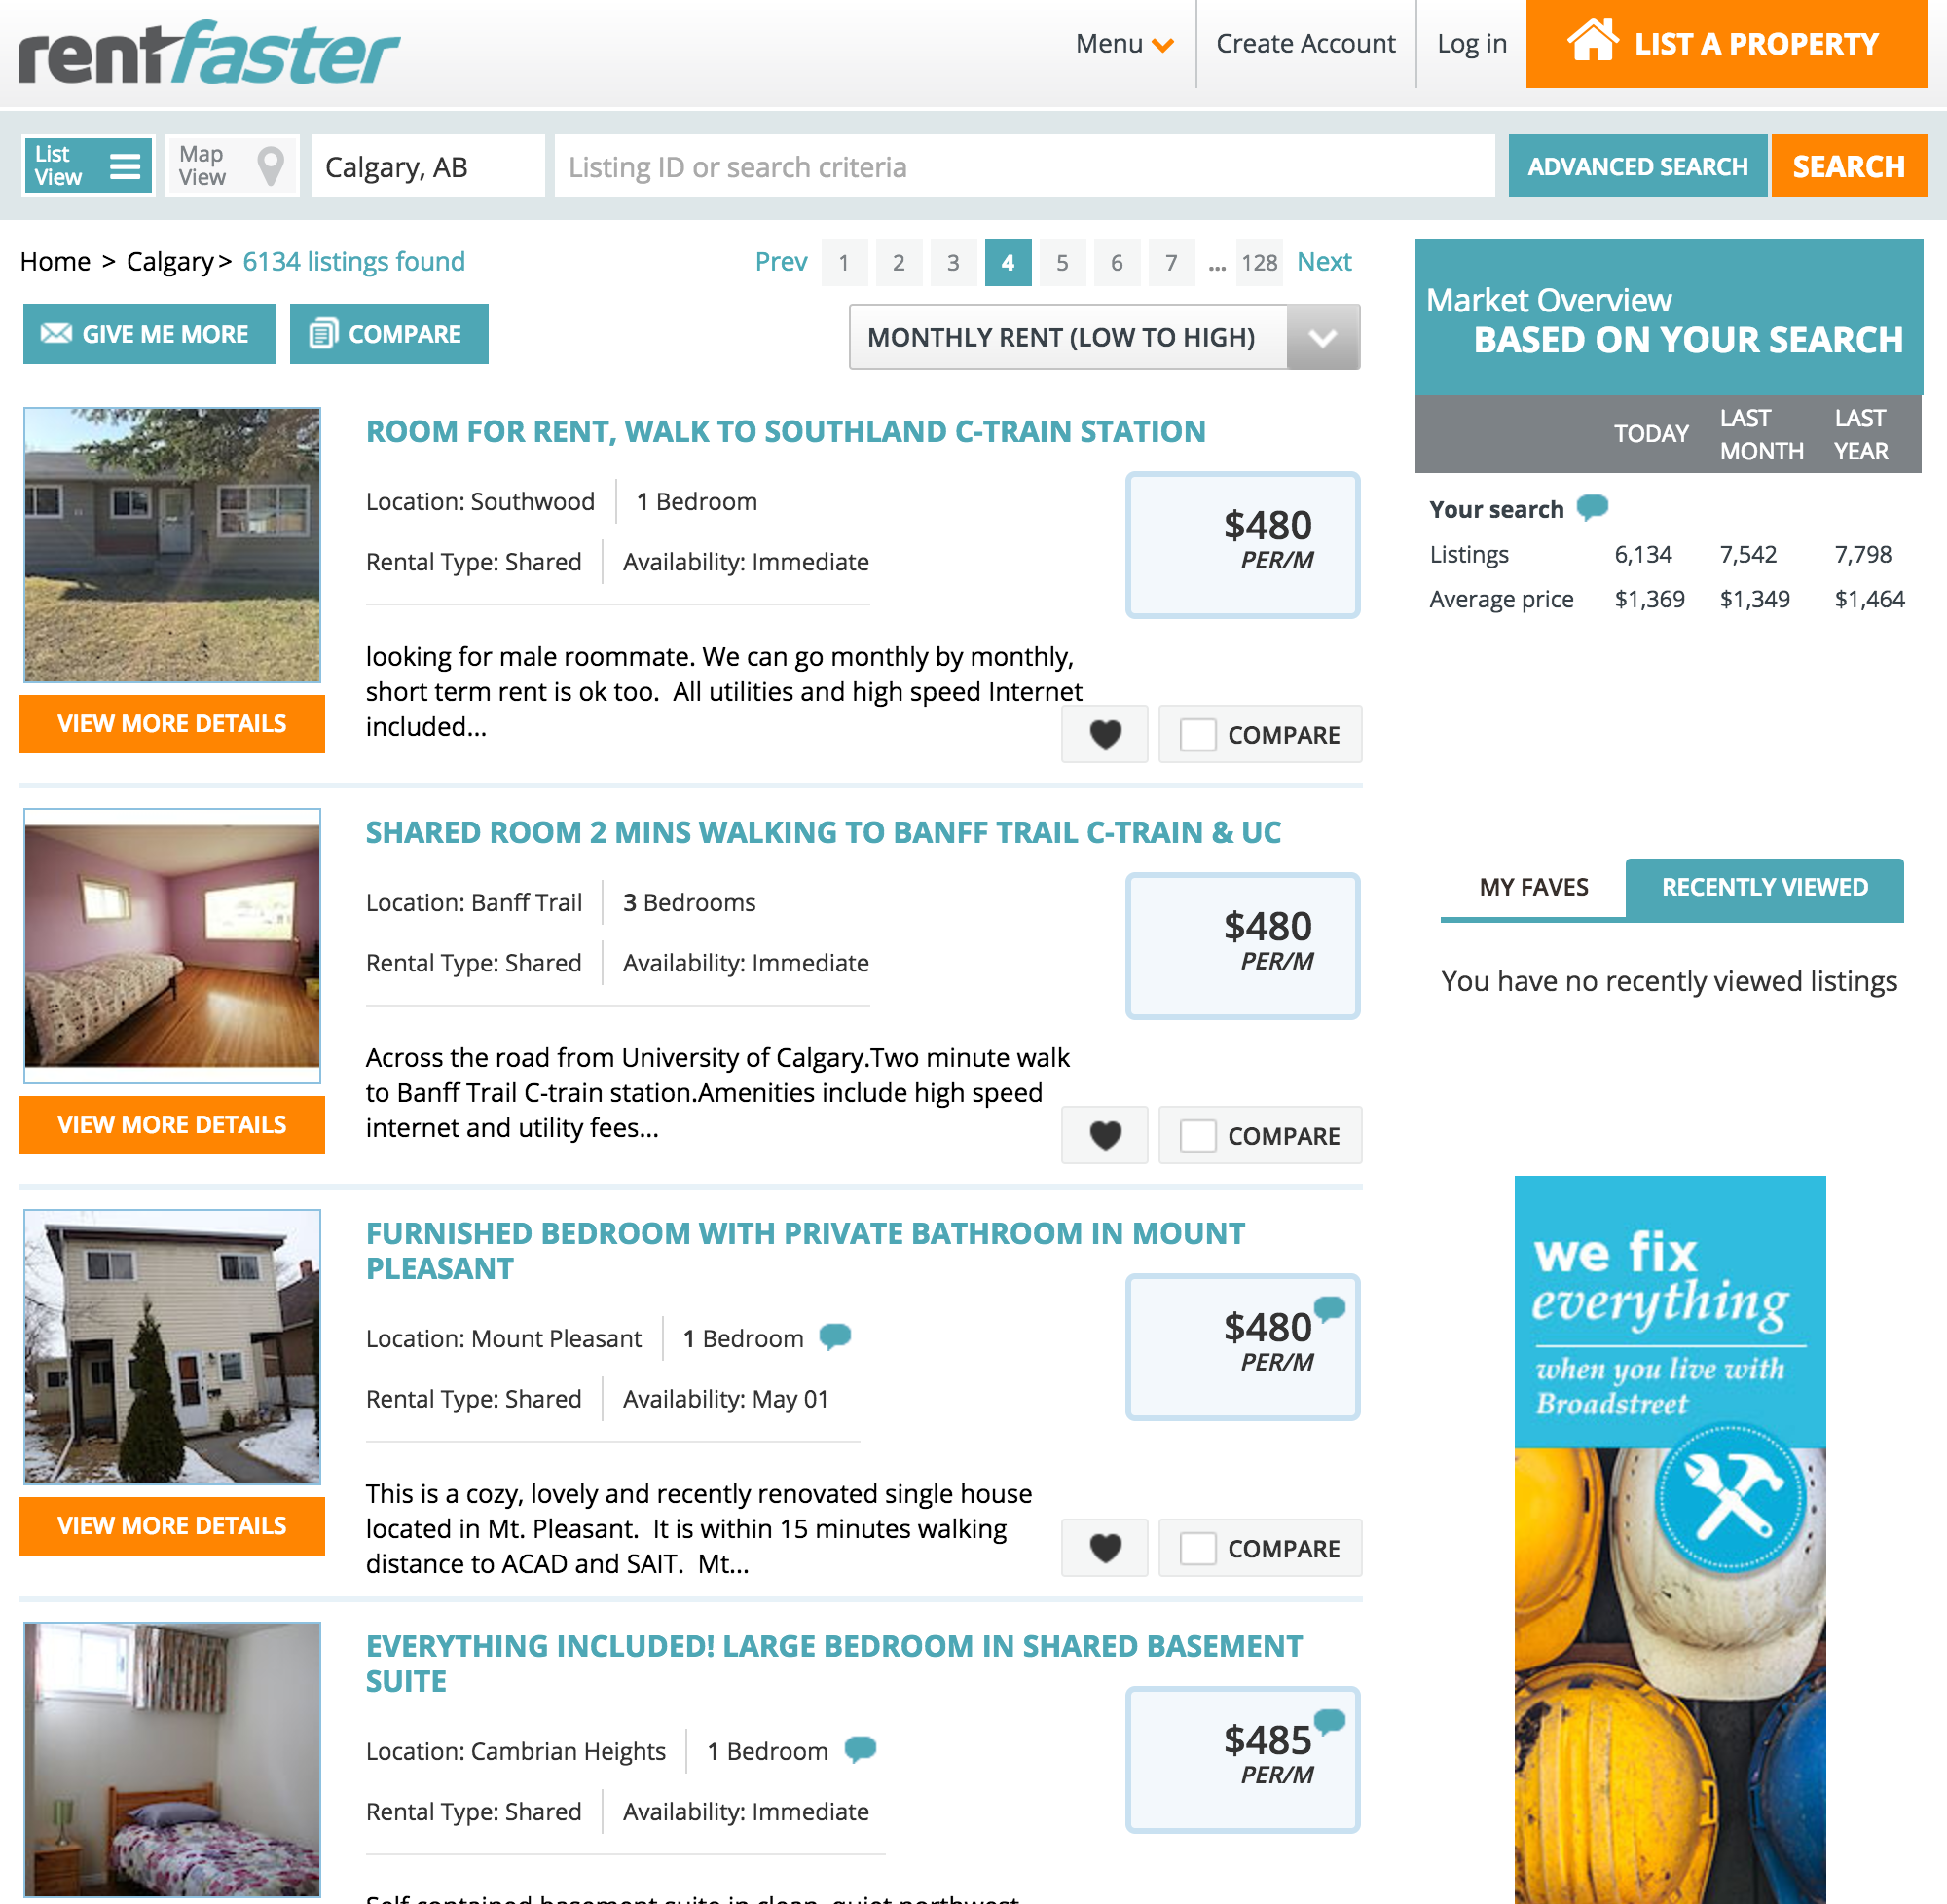 rentfaster
Menu
Create Account
Log in
LIST A PROPERTY
List
View
Map
View
Calgary, AB
Listing ID or search criteria
ADVANCED SEARCH
SEARCH
Home > Calgary > 6134 listings found
Prev 1 2 3 4 5 6 7 ... 128 Next
GIVE ME MORE
COMPARE
MONTHLY RENT (LOW TO HIGH)
ROOM FOR RENT, WALK TO SOUTHLAND C-TRAIN STATION
Location: Southwood 1 Bedroom
Rental Type: Shared Availability: Immediate
$480
PER/M
looking for male roommate. We can go monthly by monthly,
short term rent is ok too.  All utilities and high speed Internet
included...
VIEW MORE DETAILS
COMPARE
SHARED ROOM 2 MINS WALKING TO BANFF TRAIL C-TRAIN & UC
Location: Banff Trail 3 Bedrooms
Rental Type: Shared Availability: Immediate
$480
PER/M
Across the road from University of Calgary.Two minute walk
to Banff Trail C-train station.Amenities include high speed
internet and utility fees...
VIEW MORE DETAILS
COMPARE
FURNISHED BEDROOM WITH PRIVATE BATHROOM IN MOUNT
PLEASANT
Location: Mount Pleasant 1 Bedroom
Rental Type: Shared Availability: May 01
$480
PER/M
This is a cozy, lovely and recently renovated single house
located in Mt. Pleasant.  It is within 15 minutes walking
distance to ACAD and SAIT.  Mt...
VIEW MORE DETAILS
COMPARE
EVERYTHING INCLUDED! LARGE BEDROOM IN SHARED BASEMENT
SUITE
Location: Cambrian Heights 1 Bedroom
Rental Type: Shared Availability: Immediate
$485
PER/M
Self contained basement suite in clean, quiet northwest
Market Overview
BASED ON YOUR SEARCH
TODAY LAST MONTH LAST YEAR
Your search
Listings 6,134 7,542 7,798
Average price $1,369 $1,349 $1,464
MY FAVES
RECENTLY VIEWED
You have no recently viewed listings
we fix
everything
when you live with
Broadstreet